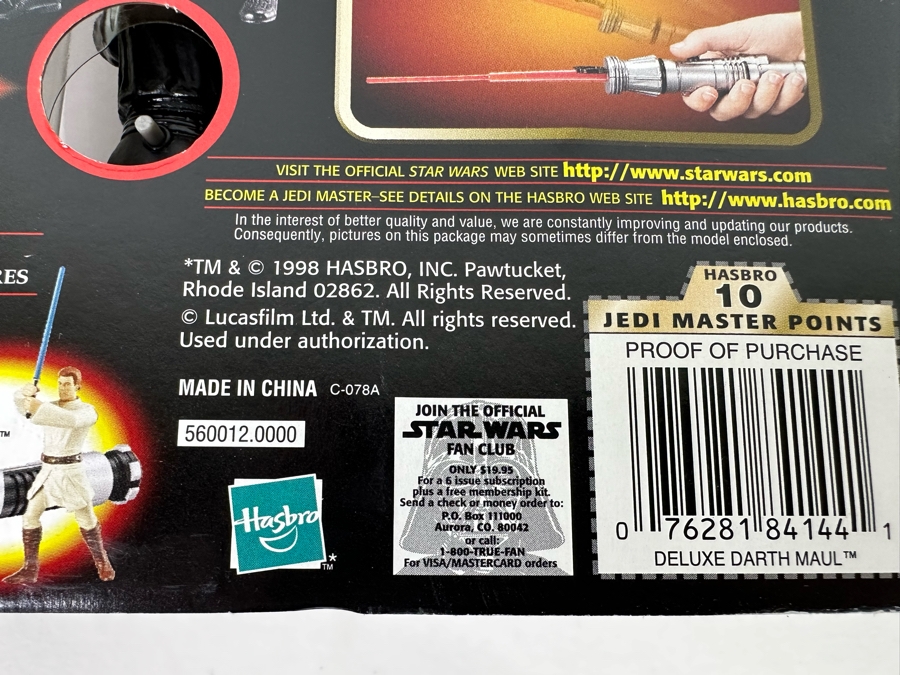 VISIT THE OFFICIAL STAR WARS WEB SITE http://www.starwars.com
BECOME A JEDI MASTER–SEE DETAILS ON THE HASBRO WEB SITE http://www.hasbro.com
In the interest of better quality and value, we are constantly improving and updating our products.
Consequently, pictures on this package may sometimes differ from the model enclosed.
RES
*TM & © 1998 HASBRO, INC. Pawtucket,
Rhode Island 02862. All Rights Reserved.
© Lucasfilm Ltd. & TM. All rights reserved.
Used under authorization.
MADE IN CHINA C-078A
560012.0000
TM
Hasbro
TM*
JOIN THE OFFICIAL
STAR WARS
FAN CLUB
ONLY $19.95
For a 6 issue subscription
plus a free membership kit.
Send a check or money order to:
P.O. Box 111000
Aurora, CO. 80042
or call:
1-800-TRUE-FAN
For VISA/MASTERCARD orders
HASBRO
10
JEDI MASTER POINTS
PROOF OF PURCHASE
0 76281 84144 1
DELUXE DARTH MAUL™